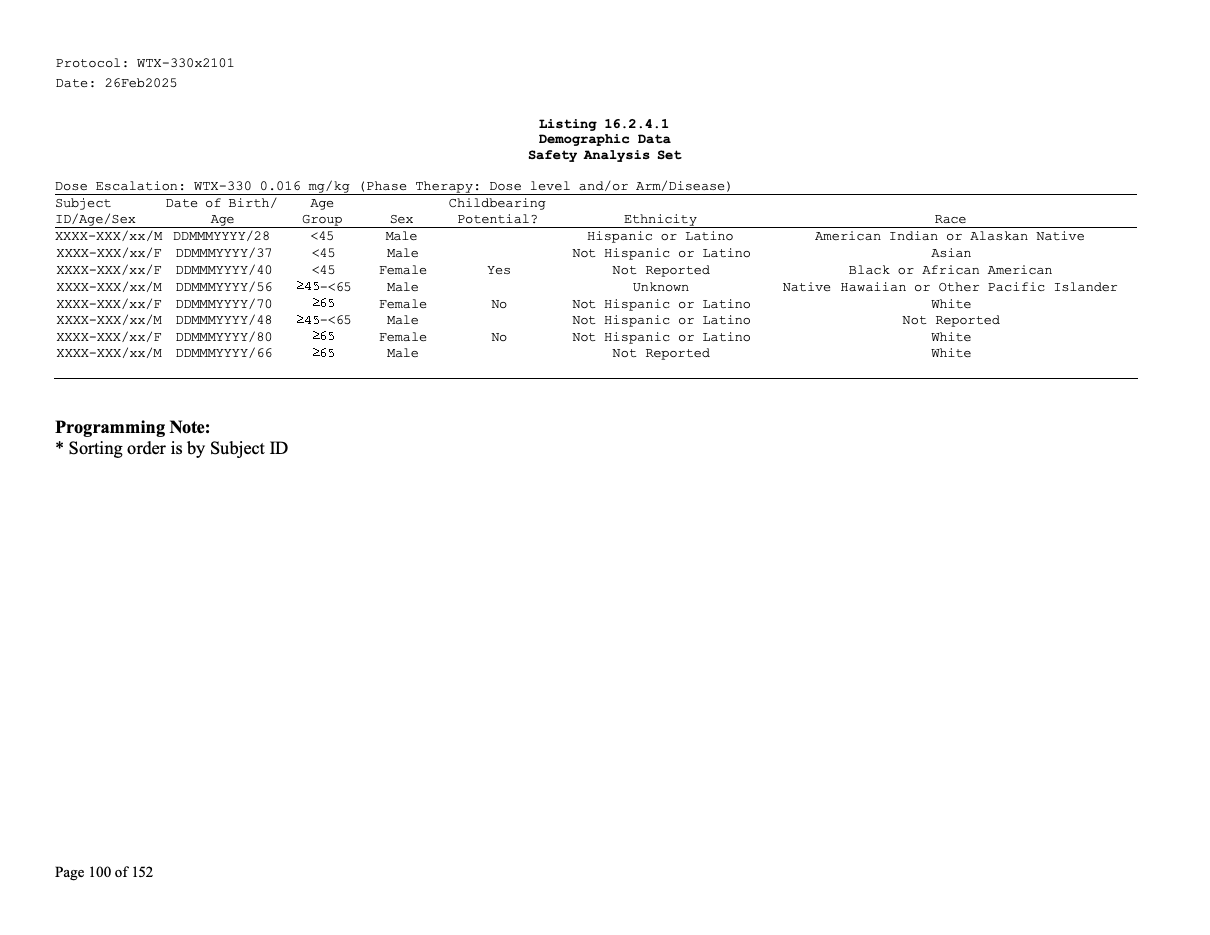 Protocol: WTX-330x2101
Date: 26Feb2025
Listing 16.2.4.1
Demographic Data
Safety Analysis Set
Dose Escalation: WTX-330 0.016 mg/kg (Phase Therapy: Dose level and/or Arm/Disease)
Subject Date of Birth/ Age Childbearing
ID/Age/Sex Age Group Sex Potential? Ethnicity Race
XXXX-XXX/xx/M DDMMMYYYY/28 <45 Male Hispanic or Latino American Indian or Alaskan Native
XXXX-XXX/xx/F DDMMMYYYY/37 <45 Male Not Hispanic or Latino Asian
XXXX-XXX/xx/F DDMMMYYYY/40 <45 Female Yes Not Reported Black or African American
XXXX-XXX/xx/M DDMMMYYYY/56 ≥45-<65 Male Unknown Native Hawaiian or Other Pacific Islander
XXXX-XXX/xx/F DDMMMYYYY/70 ≥65 Female No Not Hispanic or Latino White
XXXX-XXX/xx/M DDMMMYYYY/48 ≥45-<65 Male Not Hispanic or Latino Not Reported
XXXX-XXX/xx/F DDMMMYYYY/80 ≥65 Female No Not Hispanic or Latino White
XXXX-XXX/xx/M DDMMMYYYY/66 ≥65 Male Not Reported White
Programming Note:
* Sorting order is by Subject ID
Page 100 of 152